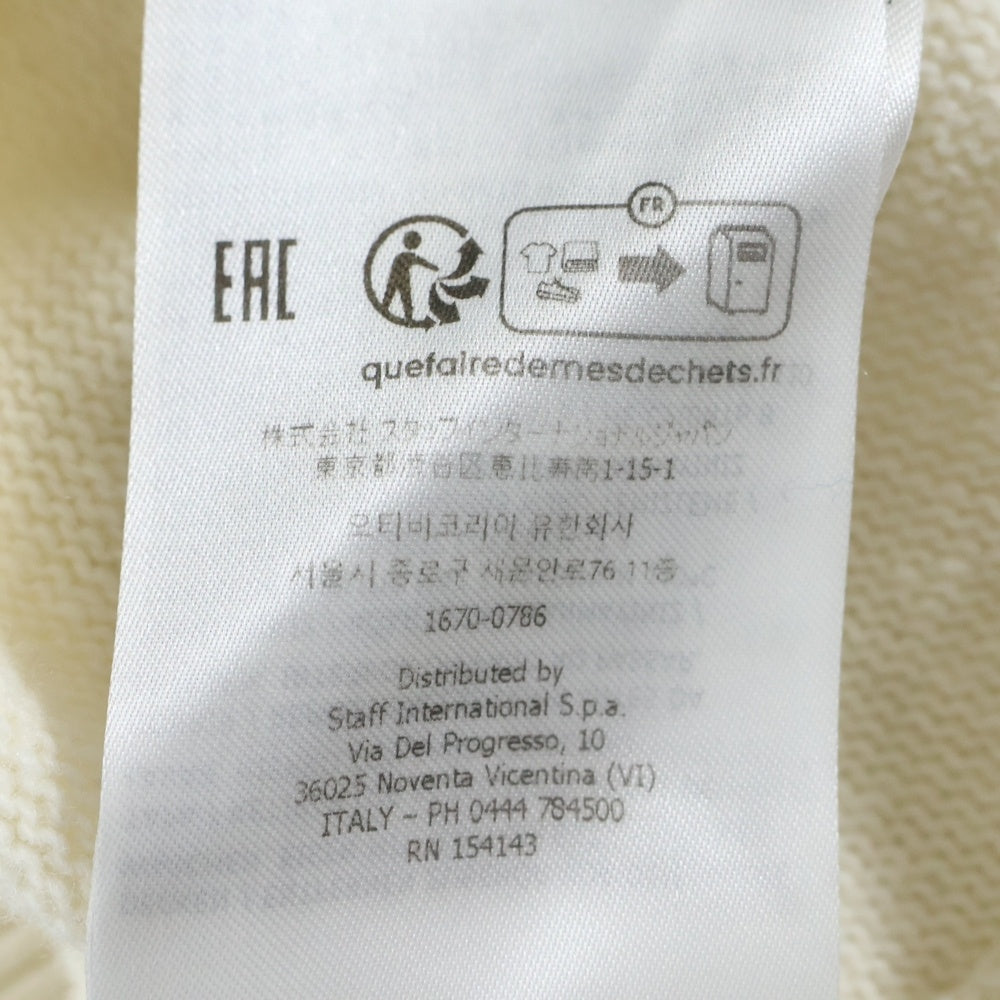 EAC
FR
quefairedemesdechets.fr
株式会社 スタッフインターナショナルジャパン
東京都渋谷区恵比寿南1-15-1
오티비코리아 유한회사
서울시 종로구 새문안로76 11층
1670-0786
Distributed by
Staff International S.p.a.
Via Del Progresso, 10
36025 Noventa Vicentina (VI)
ITALY - PH 0444 784500
RN 154143